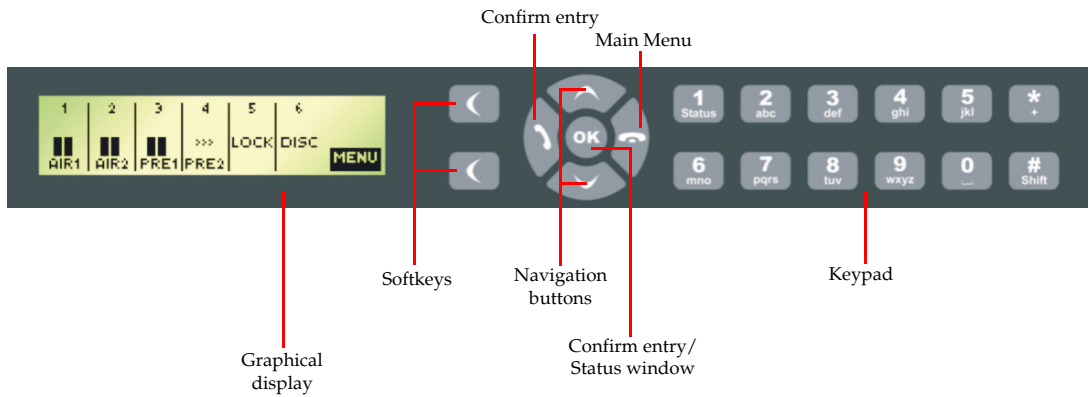 Confirm entry
Main Menu
1 2 3 4 5 6
>>> LOCK DISC
AIR1 AIR2 PRE1 PRE2 MENU
OK
1 2 3 4 5 *
Status abc def ghi jkl +
6 7 8 9 0 #
mno pqrs tuv wxyz ⎵ Shift
Softkeys
Navigation
buttons
Keypad
Confirm entry/
Status window
Graphical
display